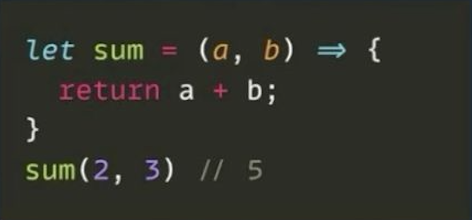 let sum = (a, b) => {
  return a + b;
}
sum(2, 3) // 5